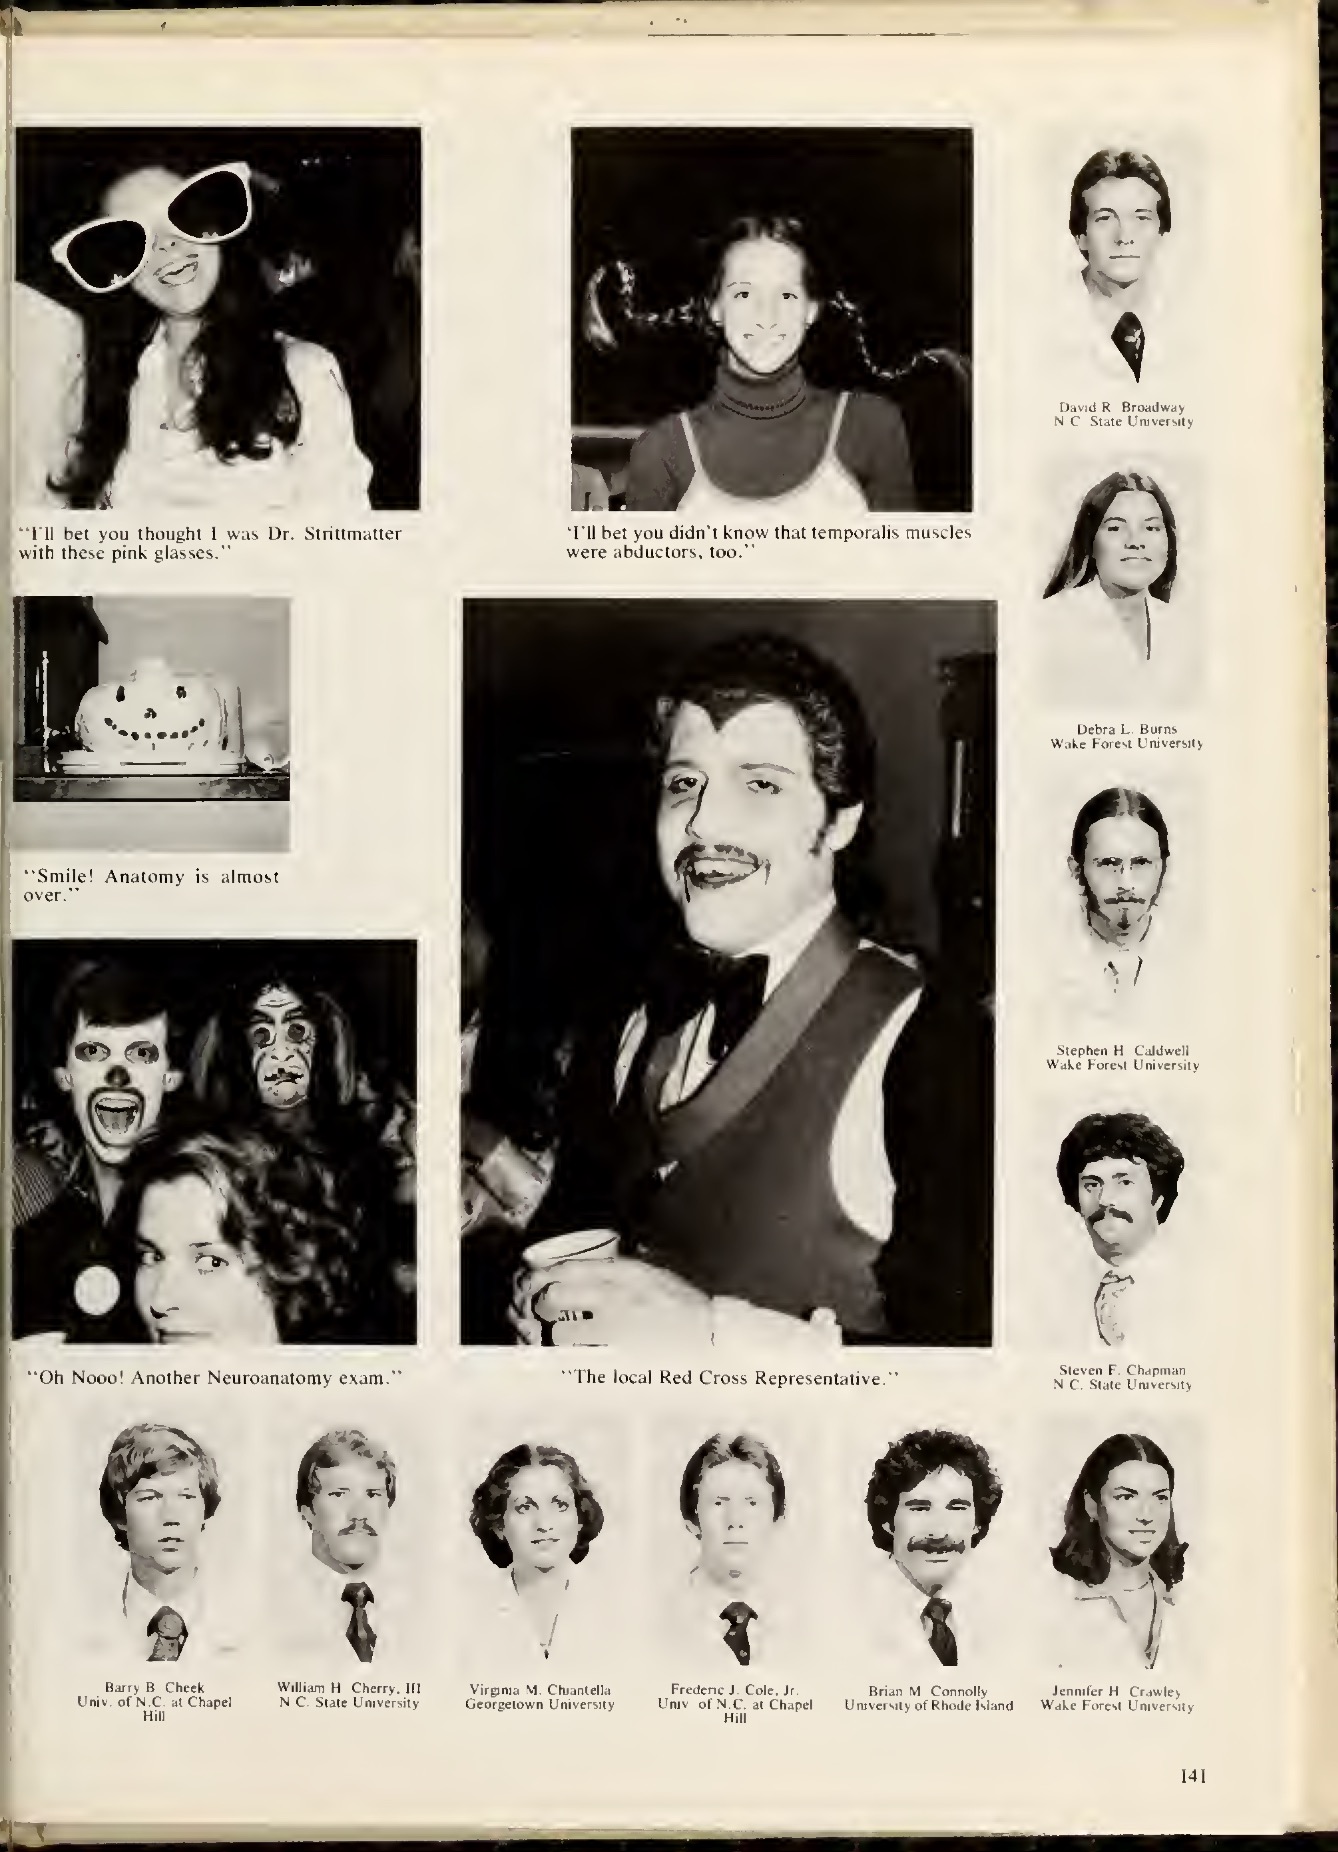 "I'll bet you thought I was Dr. Strittmatter
with these pink glasses."
'I'll bet you didn't know that temporalis muscles
were abductors, too."
David R Broadway
N C State University
Debra L. Burns
Wake Forest University
"Smile! Anatomy is almost
over."
Stephen H Caldwell
Wake Forest University
Steven F. Chapman
N C. State University
"Oh Nooo! Another Neuroanatomy exam."
"The local Red Cross Representative."
Barry B Cheek
Univ. of N.C. at Chapel
Hill
William H Cherry, III
N C. State University
Virginia M. Chiantella
Georgetown University
Frederic J. Cole, Jr.
Univ of N.C. at Chapel
Hill
Brian M Connolly
University of Rhode Island
Jennifer H Crawley
Wake Forest University
141